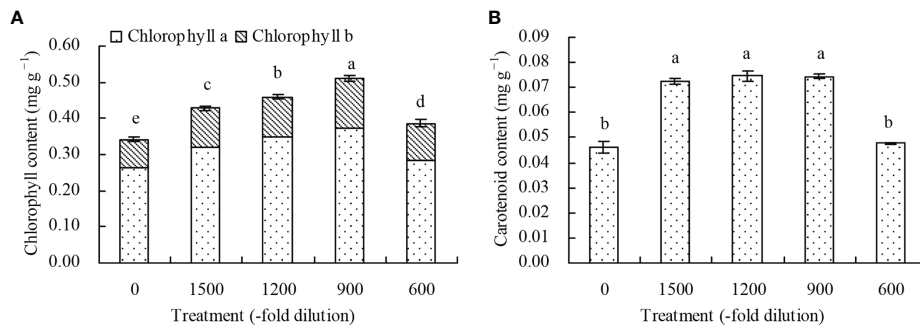 A
Chlorophyll a Chlorophyll b
Chlorophyll content (mg g⁻¹)
0.60
0.50
0.40
0.30
0.20
0.10
0.00
e
c
b
a
d
0 1500 1200 900 600
Treatment (-fold dilution)
B
Carotenoid content (mg g⁻¹)
0.09
0.08
0.07
0.06
0.05
0.04
0.03
0.02
0.01
0.00
b
a
a
a
b
0 1500 1200 900 600
Treatment (-fold dilution)